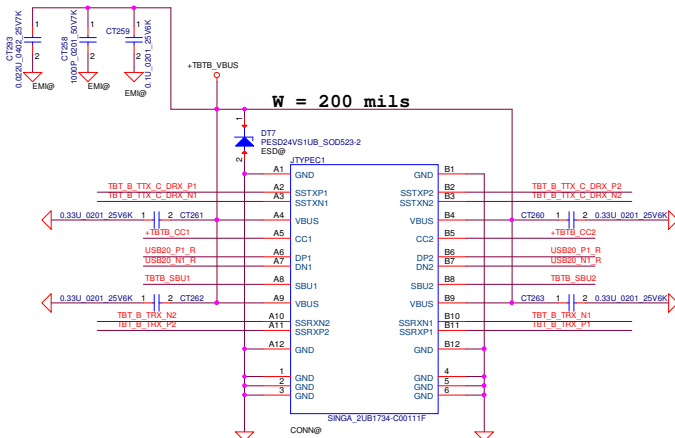 CT293
0.022U_0402_25V7K
1
2
EMI@
CT258
1000P_0201_50V7K
1
2
EMI@
CT259
0.1U_0201_25V6K
1
2
EMI@
+TBTB_VBUS
W = 200 mils
1
2
DT7
PESD24VS1UB_SOD523-2
ESD@
JTYPEC1
A1 GND GND B1
TBT_B_TTX_C_DRX_P1 A2 SSTXP1 SSTXP2 B2 TBT_B_TTX_C_DRX_P2
TBT_B_TTX_C_DRX_N1 A3 SSTXN1 SSTXN2 B3 TBT_B_TTX_C_DRX_N2
0.33U_0201_25V6K 1 2 CT261 A4 VBUS VBUS B4 CT260 1 2 0.33U_0201_25V6K
+TBTB_CC1 A5 CC1 CC2 B5 +TBTB_CC2
USB20_P1_R A6 DP1 DP2 B6 USB20_P1_R
USB20_N1_R A7 DN1 DN2 B7 USB20_N1_R
TBTB_SBU1 A8 SBU1 SBU2 B8 TBTB_SBU2
0.33U_0201_25V6K 1 2 CT262 A9 VBUS VBUS B9 CT263 1 2 0.33U_0201_25V6K
TBT_B_TRX_N2 A10 SSRXN2 SSRXN1 B10 TBT_B_TRX_N1
TBT_B_TRX_P2 A11 SSRXP2 SSRXP1 B11 TBT_B_TRX_P1
A12 GND GND B12
1 GND GND 4
2 GND GND 5
3 GND GND 6
SINGA_2UB1734-C00111F
CONN@